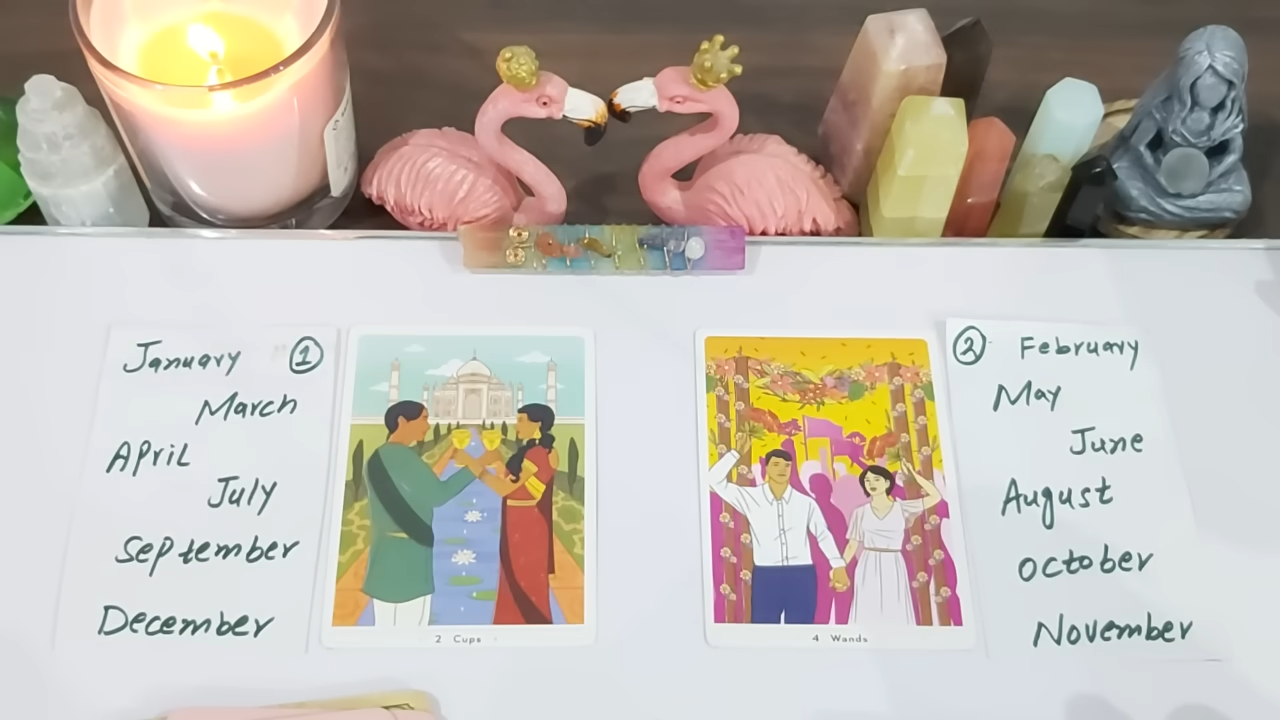 January ①
March
April
July
September
December
2 Cups
4 Wands
② February
May
June
August
October
November